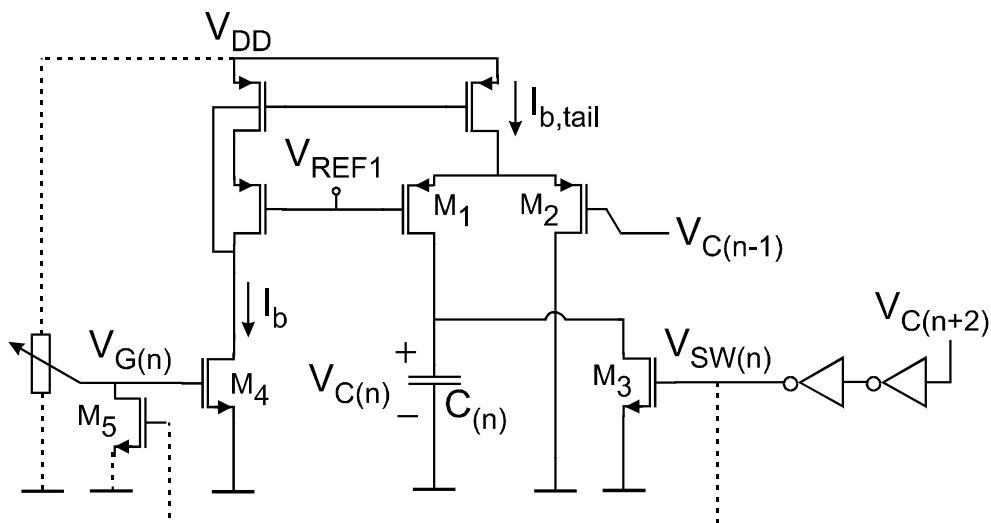 V_DD
I_b,tail
V_REF1
M_1
M_2
V_C(n-1)
I_b
V_C(n+2)
V_G(n)
V_SW(n)
M_4
+
V_C(n)
C_(n)
−
M_3
M_5